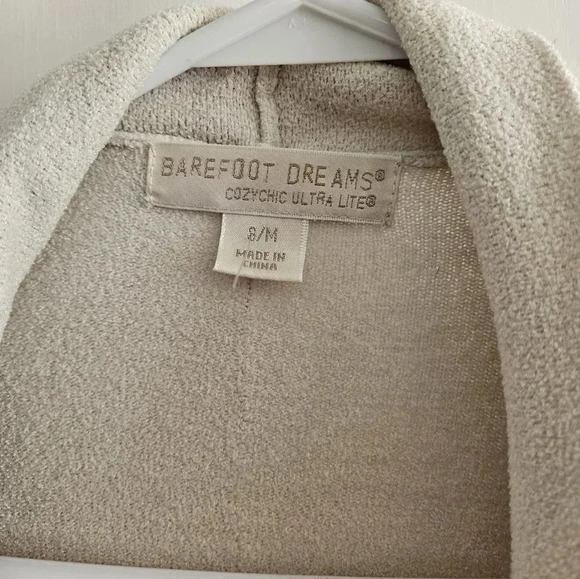 BAREFOOT DREAMS®
COZYCHIC ULTRA LITE®
S/M
MADE IN
CHINA